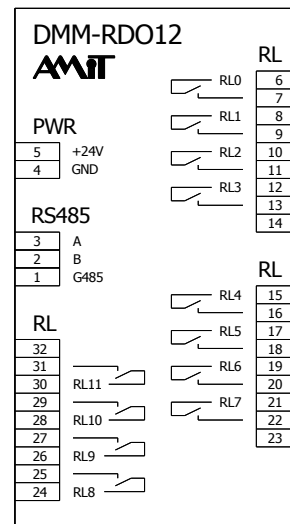 DMM-RDO12
AMiT
PWR
5 +24V
4 GND
RS485
3 A
2 B
1 G485
RL
32
31
30 RL11
29
28 RL10
27
26 RL9
25
24 RL8
RL
RL0 6
7
RL1 8
9
RL2 10
11
RL3 12
13
14
RL
RL4 15
16
RL5 17
18
RL6 19
20
RL7 21
22
23